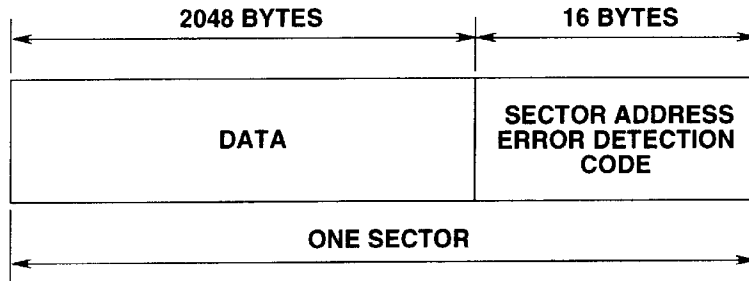 2048 BYTES
16 BYTES
DATA
SECTOR ADDRESS
ERROR DETECTION
CODE
ONE SECTOR